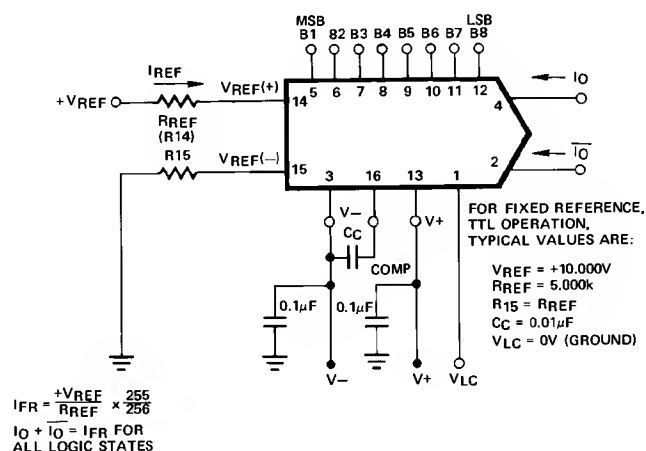 MSB LSB
B1 B2 B3 B4 B5 B6 B7 B8
IREF
+VREF
VREF(+)
RREF
(R14)
R15
VREF(–)
14
15
5 6 7 8 9 10 11 12
4
2
IO
IO
3 16 13 1
V–
CC
V+
COMP
0.1µF
0.1µF
V–
V+
VLC
FOR FIXED REFERENCE,
TTL OPERATION,
TYPICAL VALUES ARE:
VREF = +10.000V
RREF = 5.000k
R15 = RREF
CC = 0.01µF
VLC = 0V (GROUND)
IFR = +VREF/RREF x 255/256
IO + IO = IFR FOR
ALL LOGIC STATES